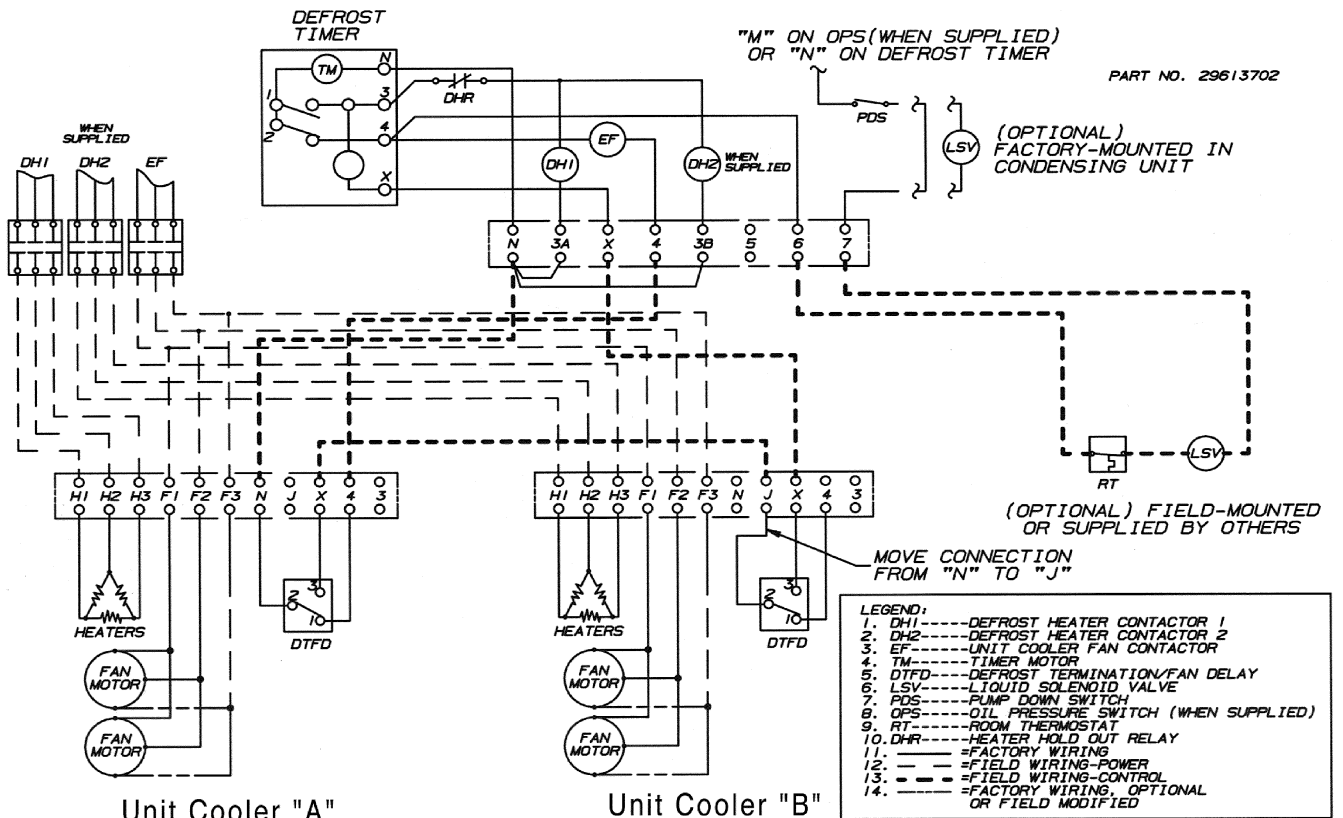 DEFROST
TIMER
"M" ON OPS(WHEN SUPPLIED)
OR "N" ON DEFROST TIMER
PART NO. 29613702
TM
N
1
3
DHR
2
4
X
EF
DH1
DH2
WHEN
SUPPLIED
PDS
LSV
(OPTIONAL)
FACTORY-MOUNTED IN
CONDENSING UNIT
WHEN
SUPPLIED
DH1 DH2 EF
N 3A X 4 3B 5 6 7
RT
LSV
(OPTIONAL) FIELD-MOUNTED
OR SUPPLIED BY OTHERS
H1 H2 H3 F1 F2 F3 N J X 4 3
H1 H2 H3 F1 F2 F3 N J X 4 3
MOVE CONNECTION
FROM "N" TO "J"
3
2
1
DTFD
3
2
1
DTFD
HEATERS
HEATERS
FAN
MOTOR
FAN
MOTOR
FAN
MOTOR
FAN
MOTOR
Unit Cooler "A"
Unit Cooler "B"
LEGEND:
1. DH1-----DEFROST HEATER CONTACTOR 1
2. DH2-----DEFROST HEATER CONTACTOR 2
3. EF------UNIT COOLER FAN CONTACTOR
4. TM------TIMER MOTOR
5. DTFD----DEFROST TERMINATION/FAN DELAY
6. LSV-----LIQUID SOLENOID VALVE
7. PDS-----PUMP DOWN SWITCH
8. OPS-----OIL PRESSURE SWITCH (WHEN SUPPLIED)
9. RT------ROOM THERMOSTAT
10. DHR-----HEATER HOLD OUT RELAY
11. =FACTORY WIRING
12. =FIELD WIRING-POWER
13. =FIELD WIRING-CONTROL
14. =FACTORY WIRING, OPTIONAL
OR FIELD MODIFIED